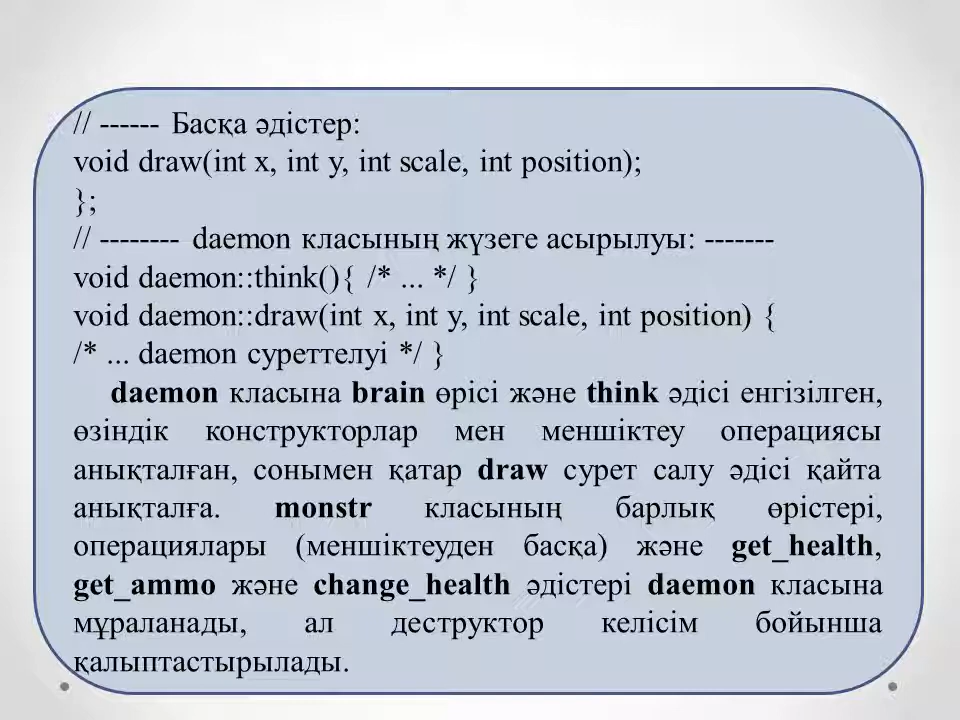 // ------ Басқа әдістер:
void draw(int x, int y, int scale, int position);
};
// -------- daemon класының жүзеге асырылуы: -------
void daemon::think(){ /* ... */ }
void daemon::draw(int x, int y, int scale, int position) {
/* ... daemon суреттелуі */ }
daemon класына brain өрісі және think әдісі енгізілген,
өзіндік конструкторлар мен меншіктеу операциясы
анықталған, сонымен қатар draw сурет салу әдісі қайта
анықталға. monstr класының барлық өрістері,
операциялары (меншіктеуден басқа) және get_health,
get_ammo және change_health әдістері daemon класына
мұраланады, ал деструктор келісім бойынша
қалыптастырылады.